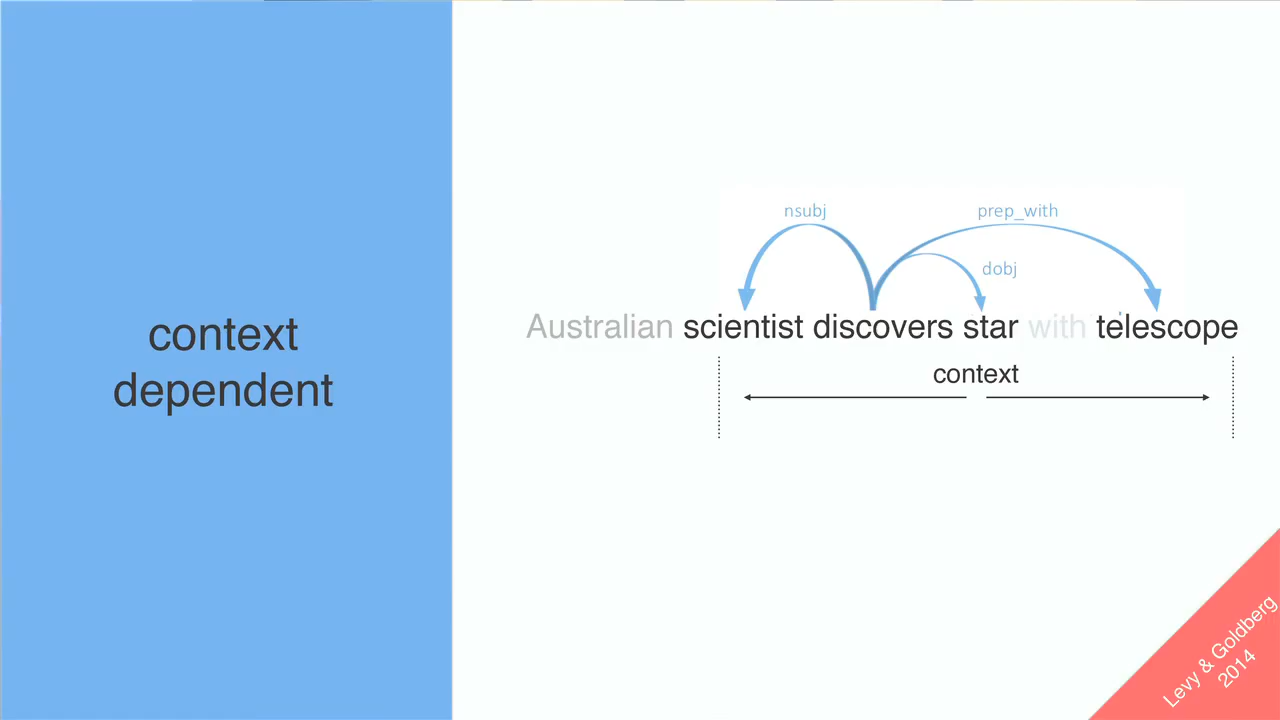 context
dependent
nsubj
prep_with
dobj
Australian scientist discovers star with telescope
context
Levy & Goldberg
2014